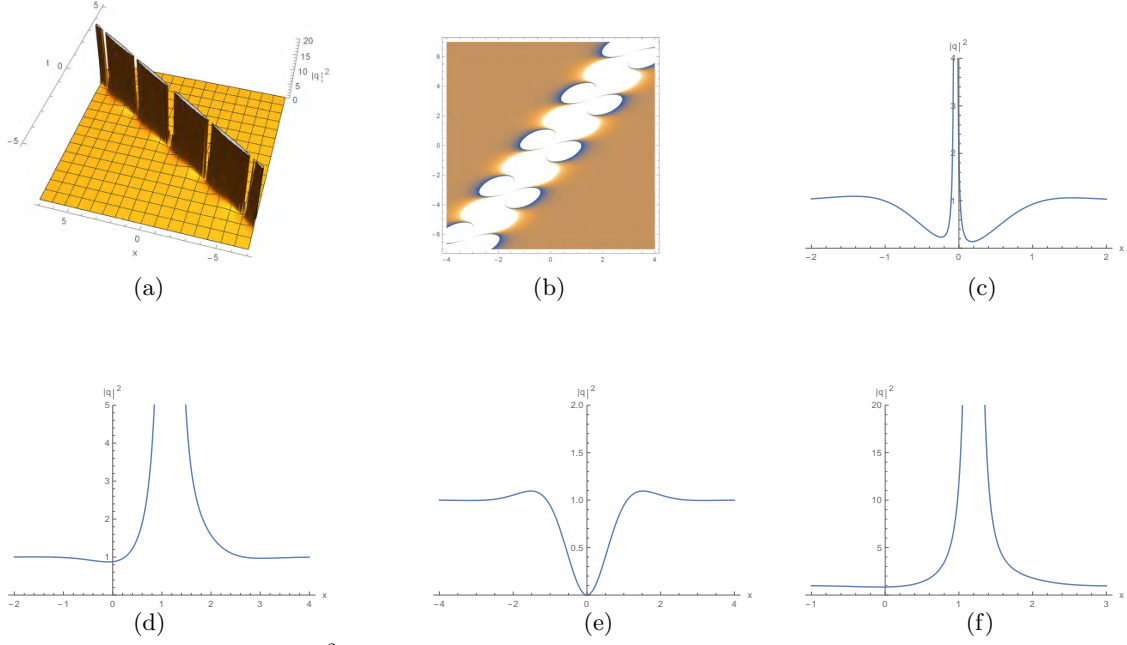 5
0
t
−5
20
15
10
5
0
|q|²
5
0
x
−5
(a)
6
4
2
0
−2
−4
−6
−4 −2 0 2 4
(b)
|q|²
4
3
2
1
−2 −1 0 1 2 x
(c)
|q|²
5
4
3
2
1
−2 −1 0 1 2 3 4 x
(d)
|q|²
2.0
1.5
1.0
0.5
−4 −2 0 2 4 x
(e)
|q|²
20
15
10
5
−1 0 1 2 3 x
(f)